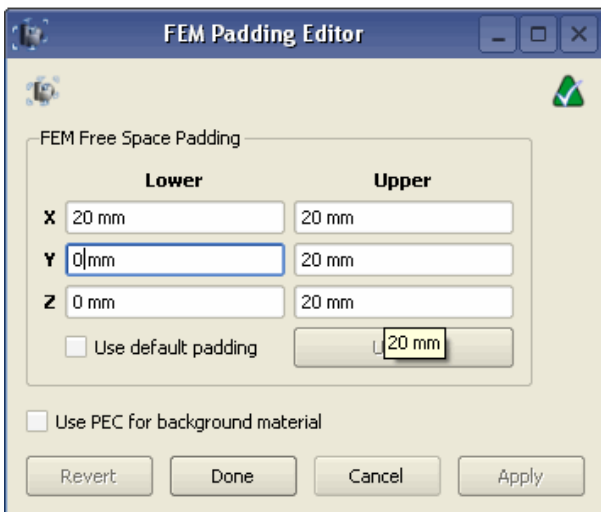 FEM Padding Editor
FEM Free Space Padding
Lower Upper
X 20 mm 20 mm
Y 0 mm 20 mm
Z 0 mm 20 mm
Use default padding U 20 mm
Use PEC for background material
Revert Done Cancel Apply